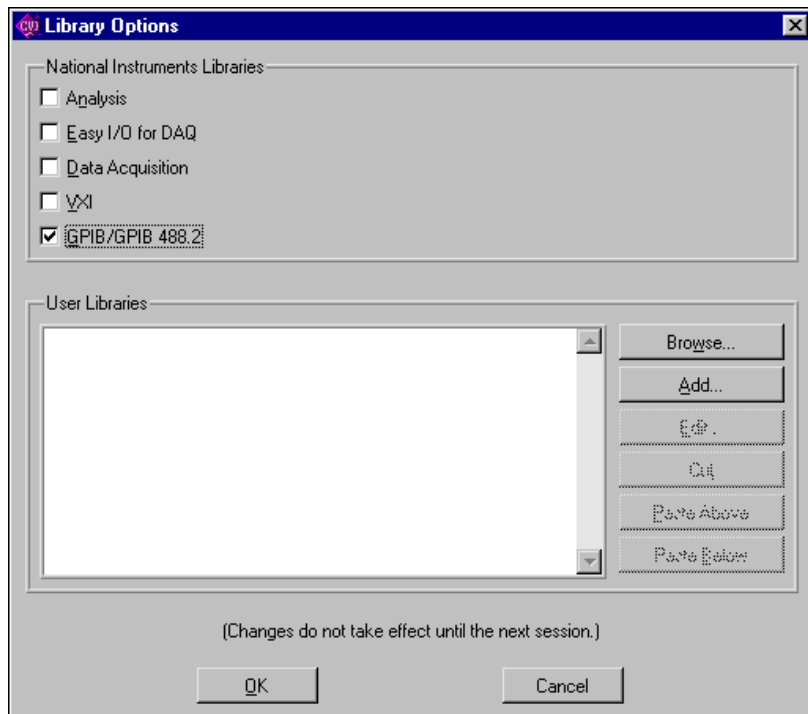 CVI Library Options
National Instruments Libraries
Analysis
Easy I/O for DAQ
Data Acquisition
VXI
GPIB/GPIB 488.2
User Libraries
Browse...
Add...
Edit...
Cut
Paste Above
Paste Below
(Changes do not take effect until the next session.)
OK
Cancel